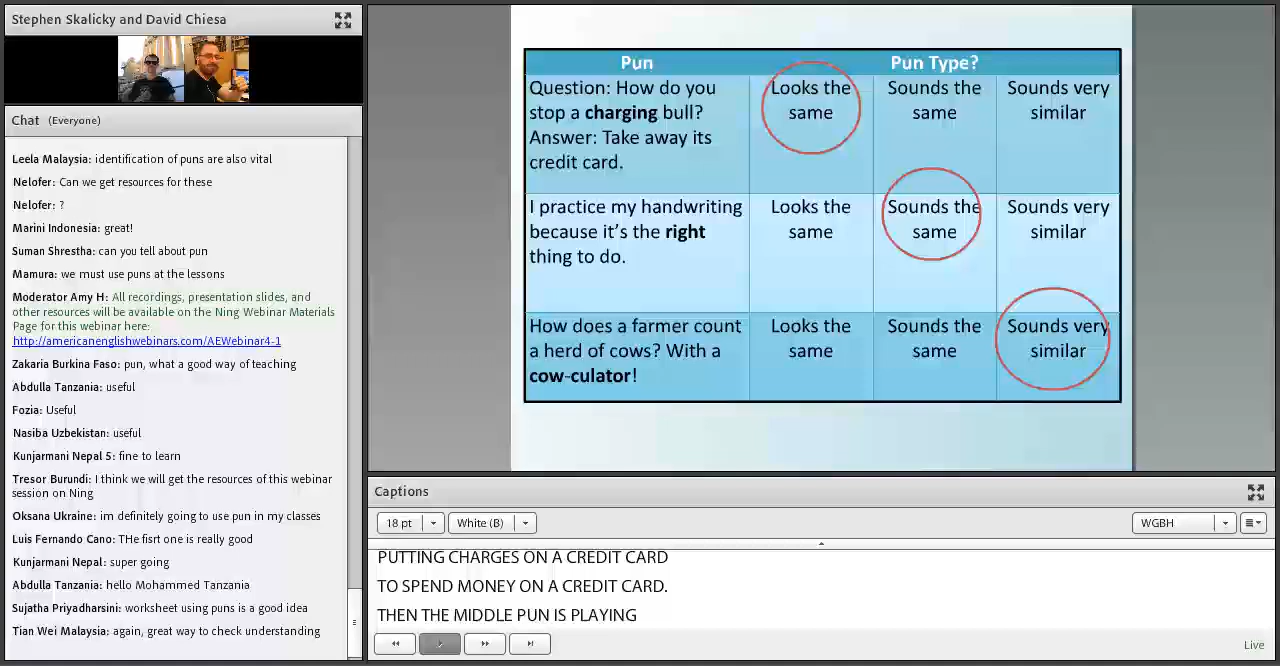 Stephen Skalicky and David Chiesa
Chat (Everyone)
Leela Malaysia: identification of puns are also vital
Nelofer: Can we get resources for these
Nelofer: ?
Marini Indonesia: great!
Suman Shrestha: can you tell about pun
Mamura: we must use puns at the lessons
Moderator Amy H: All recordings, presentation slides, and
other resources will be available on the Ning Webinar Materials
Page for this webinar here:
http://americanenglishwebinars.com/AEWebinar4-1
Zakaria Burkina Faso: pun, what a good way of teaching
Abdulla Tanzania: useful
Fozia: Useful
Nasiba Uzbekistan: useful
Kunjarmani Nepal 5: fine to learn
Tresor Burundi: I think we will get the resources of this webinar
session on Ning
Oksana Ukraine: im definitely going to use pun in my classes
Luis Fernando Cano: THe fisrt one is really good
Kunjarmani Nepal: super going
Abdulla Tanzania: hello Mohammed Tanzania
Sujatha Priyadharsini: worksheet using puns is a good idea
Tian Wei Malaysia: again, great way to check understanding
Pun Pun Type?
Question: How do you
stop a charging bull?
Answer: Take away its
credit card.
Looks the
same
Sounds the
same
Sounds very
similar
I practice my handwriting
because it's the right
thing to do.
Looks the
same
Sounds the
same
Sounds very
similar
How does a farmer count
a herd of cows? With a
cow-culator!
Looks the
same
Sounds the
same
Sounds very
similar
Captions
18 pt White (B) WGBH
PUTTING CHARGES ON A CREDIT CARD
TO SPEND MONEY ON A CREDIT CARD.
THEN THE MIDDLE PUN IS PLAYING
Live